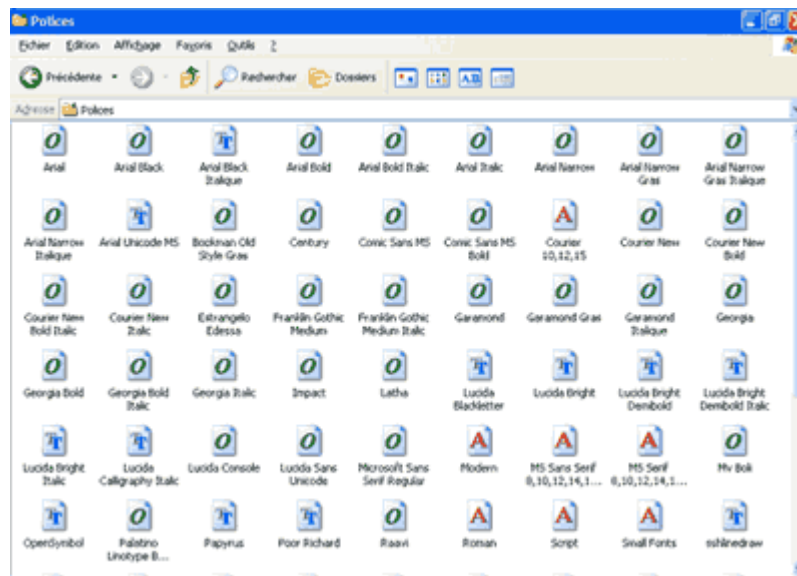 Polices
Fichier Edition Affichage Favoris Outils ?
Précédente Rechercher Dossiers
Adresse Polices
Arial Arial Black Arial Black Italique Arial Bold Arial Bold Italic Arial Italic Arial Narrow Arial Narrow Gras Arial Narrow Gras Italique
Arial Narrow Italique Arial Unicode MS Bookman Old Style Gras Century Comic Sans MS Comic Sans MS Bold Courier 10,12,15 Courier New Courier New Bold
Courier New Bold Italic Courier New Italic Estrangelo Edessa Franklin Gothic Medium Franklin Gothic Medium Italic Garamond Garamond Gras Garamond Italique Georgia
Georgia Bold Georgia Bold Italic Georgia Italic Impact Latha Lucida Blackletter Lucida Bright Lucida Bright Demibold Lucida Bright Demibold Italic
Lucida Bright Italic Lucida Calligraphy Italic Lucida Console Lucida Sans Unicode Microsoft Sans Serif Regular Modern MS Sans Serif 8,10,12,14,1... MS Serif 8,10,12,14,1... Mv Boli
OpenSymbol Palatino Linotype B... Papyrus Poor Richard Raavi Roman Script Small Fonts sshlinedraw